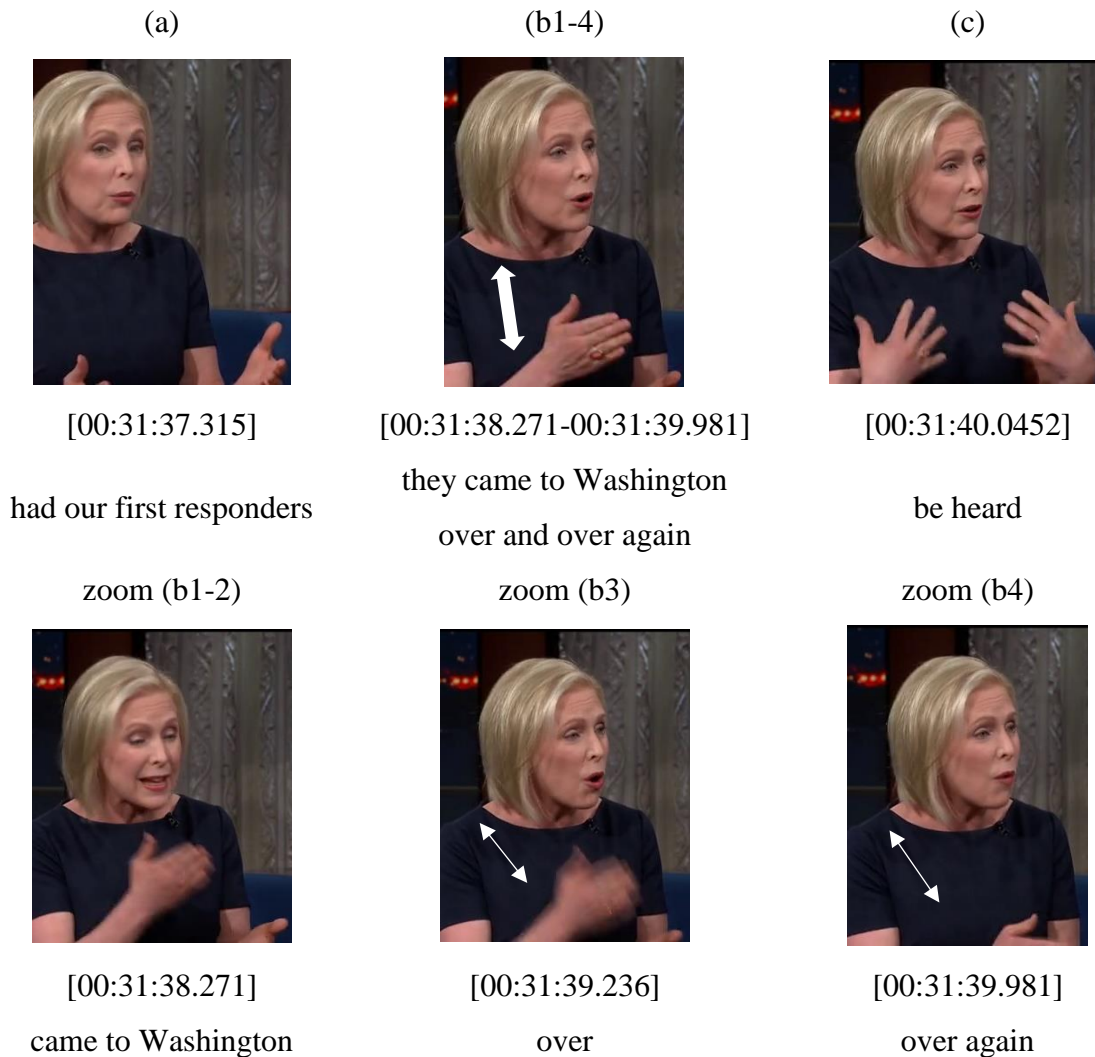 (a)
(b1-4)
(c)
[00:31:37.315]
[00:31:38.271-00:31:39.981]
[00:31:40.0452]
had our first responders
they came to Washington
over and over again
be heard
zoom (b1-2)
zoom (b3)
zoom (b4)
[00:31:38.271]
[00:31:39.236]
[00:31:39.981]
came to Washington
over
over again